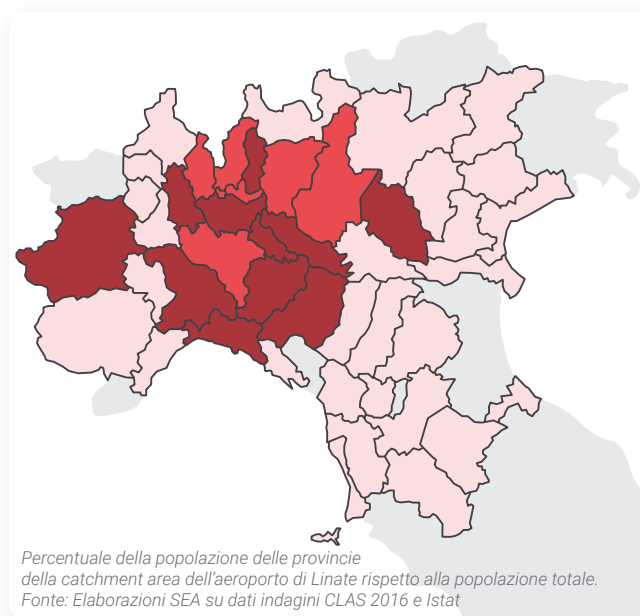 Percentuale della popolazione delle provincie
della catchment area dell'aeroporto di Linate rispetto alla popolazione totale.
Fonte: Elaborazioni SEA su dati indagini CLAS 2016 e Istat